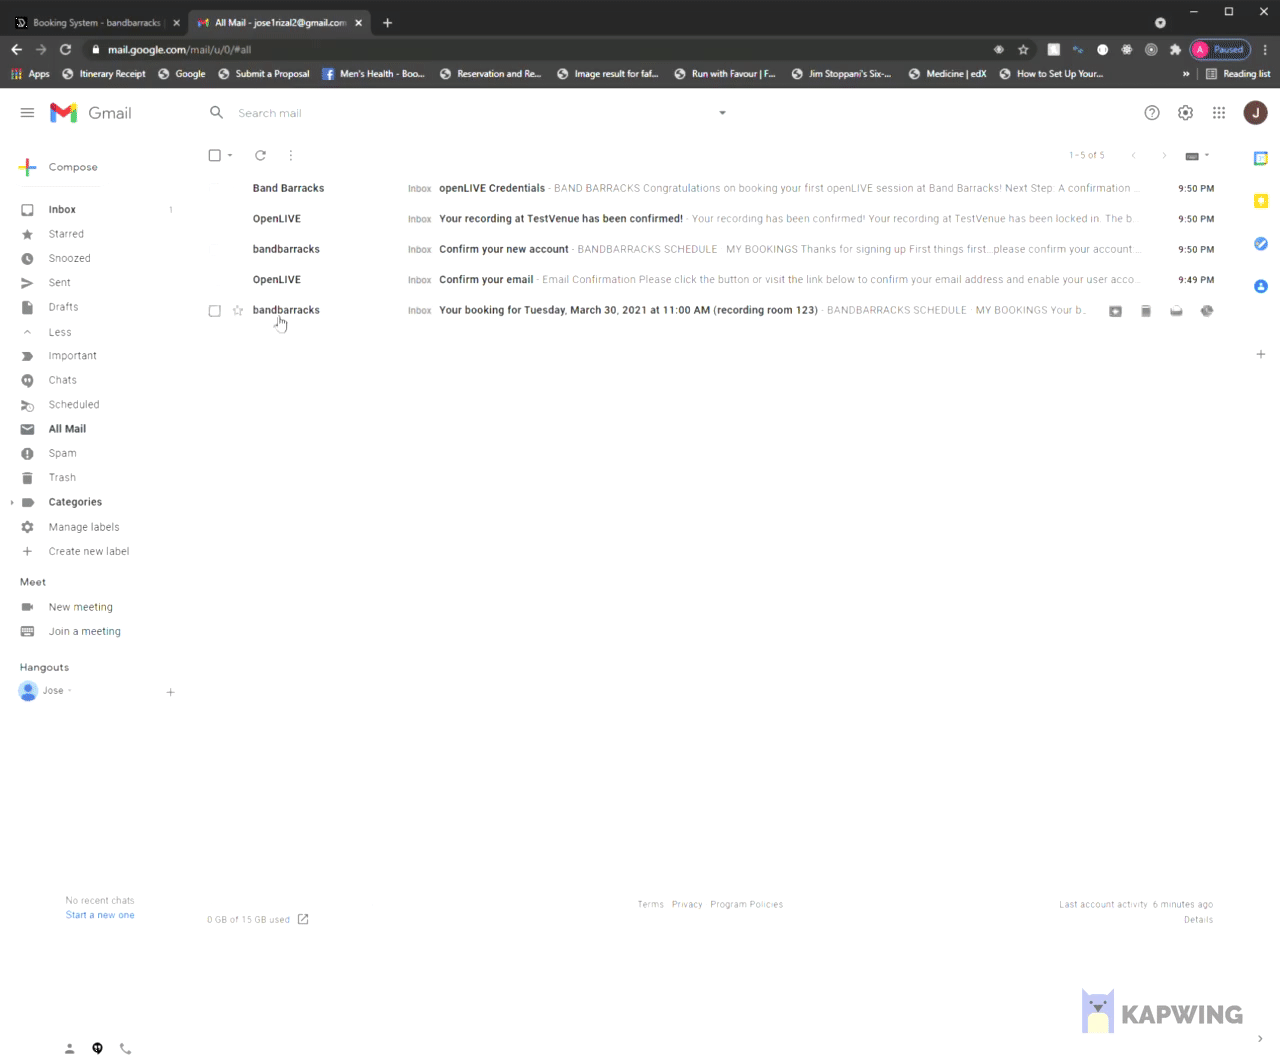 Booking System - bandbarracks
All Mail - jose1rizal2@gmail.com
mail.google.com/mail/u/0/#all
A Paused
Apps Itinerary Receipt Google Submit a Proposal Men's Health - Boo... Reservation and Re... Image result for faf... Run with Favour | F... Jim Stoppani's Six-... Medicine | edX How to Set Up Your... » Reading list
Gmail
Search mail
J
Compose
1–5 of 5
Inbox 1
Starred
Snoozed
Sent
Drafts
Less
Important
Chats
Scheduled
All Mail
Spam
Trash
Categories
Manage labels
Create new label
Meet
New meeting
Join a meeting
Hangouts
Jose
Band Barracks Inbox openLIVE Credentials - BAND BARRACKS Congratulations on booking your first openLIVE session at Band Barracks! Next Step: A confirmation ... 9:50 PM
OpenLIVE Inbox Your recording at TestVenue has been confirmed! - Your recording has been confirmed! Your recording at TestVenue has been locked in. The b... 9:50 PM
bandbarracks Inbox Confirm your new account - BANDBARRACKS SCHEDULE · MY BOOKINGS Thanks for signing up First things first...please confirm your account ... 9:50 PM
OpenLIVE Inbox Confirm your email - Email Confirmation Please click the button or visit the link below to confirm your email address and enable your user acco... 9:49 PM
bandbarracks Inbox Your booking for Tuesday, March 30, 2021 at 11:00 AM (recording room 123) - BANDBARRACKS SCHEDULE · MY BOOKINGS Your b...
No recent chats
Start a new one
0 GB of 15 GB used
Terms · Privacy · Program Policies
Last account activity: 6 minutes ago
Details
KAPWING